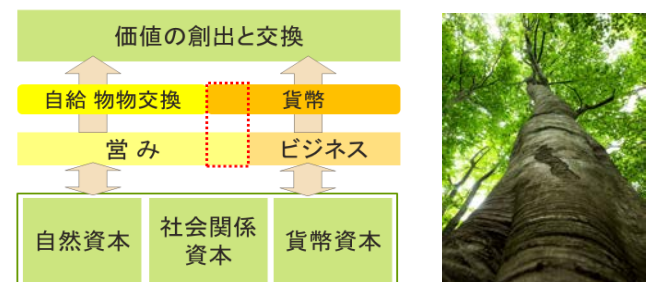 価値の創出と交換
自給 物物交換
貨幣
営 み
ビジネス
自然資本
社会関係
資本
貨幣資本